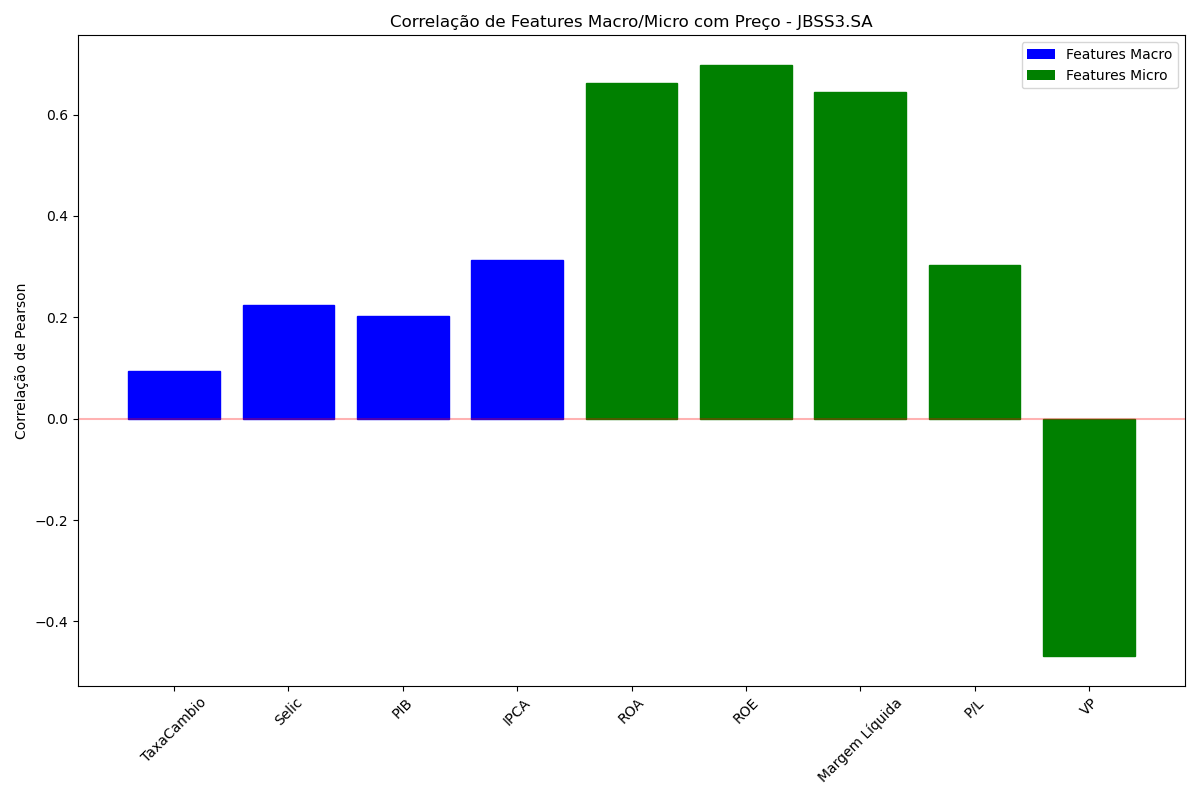 Correlação de Features Macro/Micro com Preço - JBSS3.SA
Features Macro
Features Micro
Correlação de Pearson
0.6
0.4
0.2
0.0
−0.2
−0.4
TaxaCambio
Selic
PIB
IPCA
ROA
ROE
Margem Líquida
P/L
VP